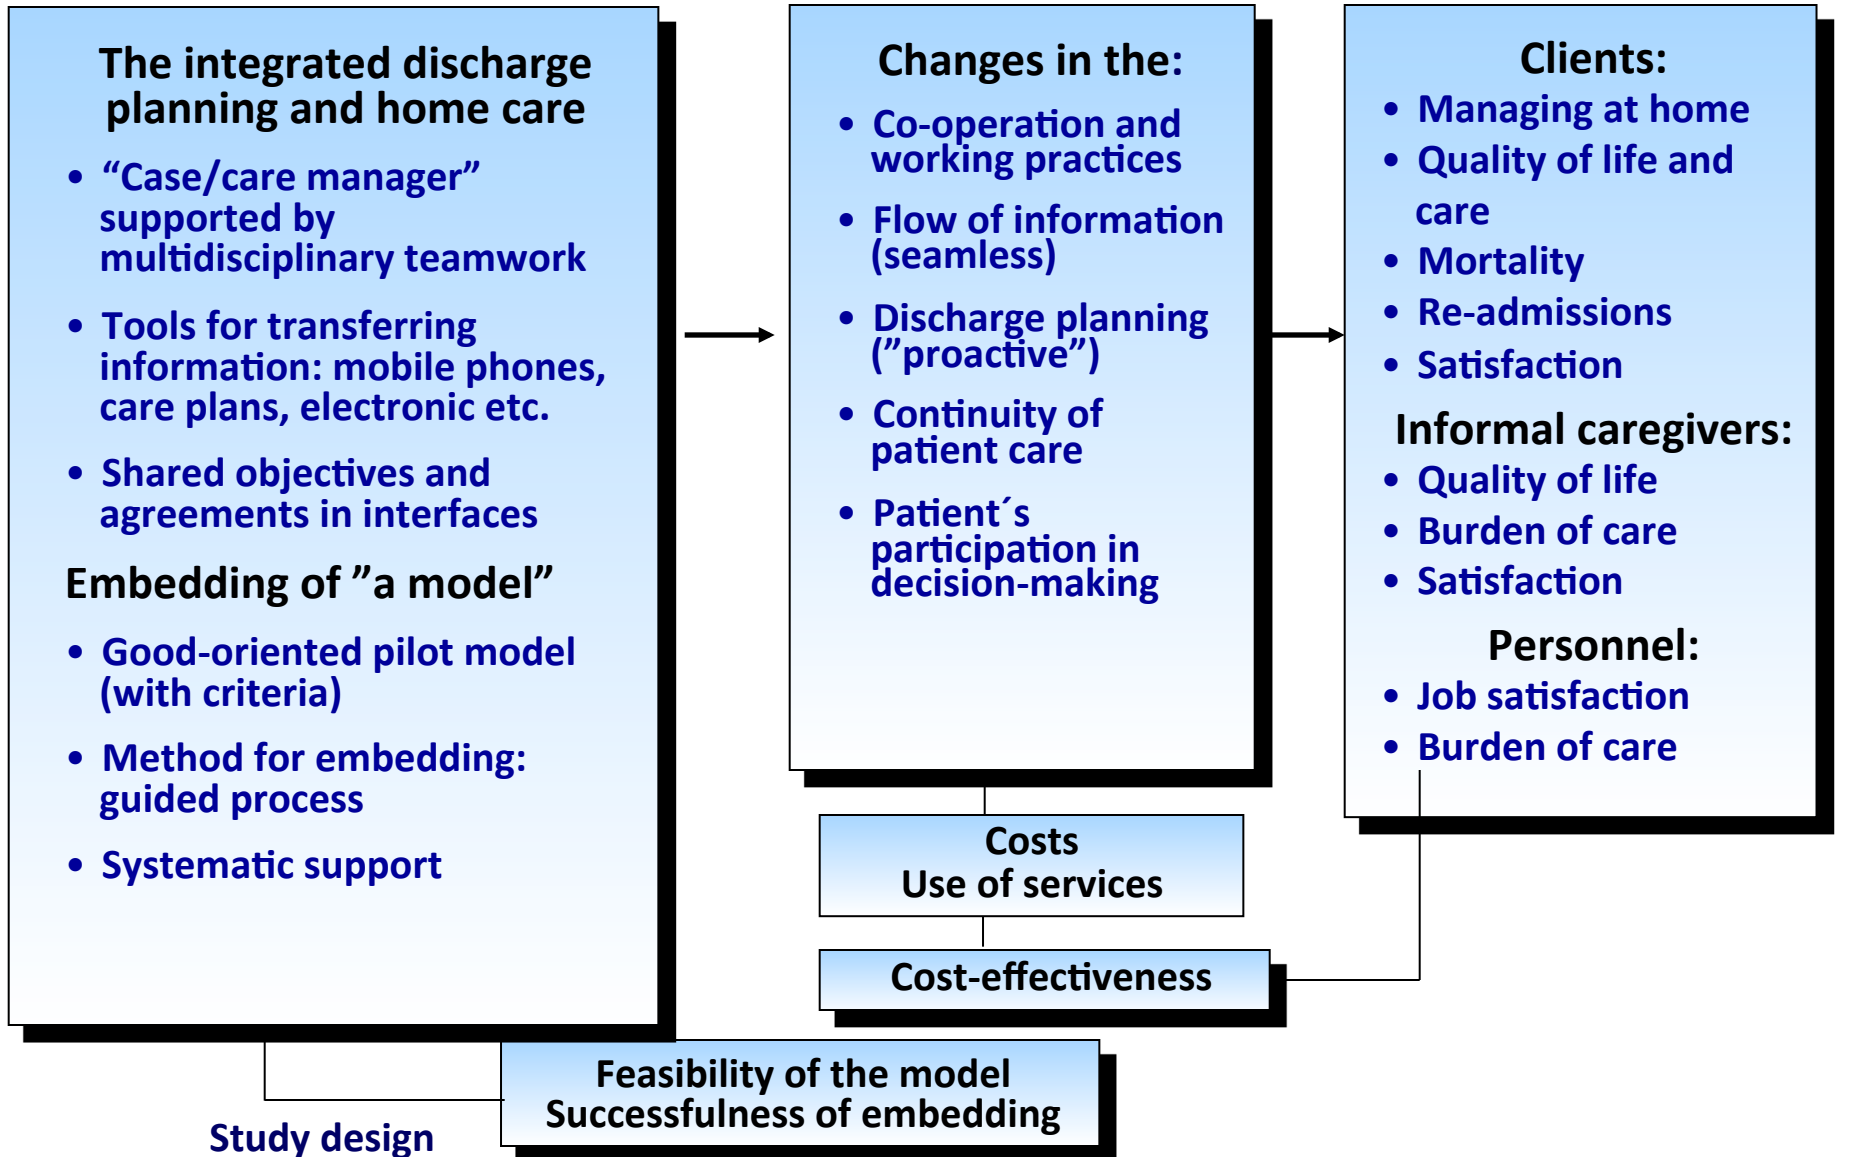 The integrated discharge
planning and home care
• “Case/care manager”
supported by
multidisciplinary teamwork
• Tools for transferring
information: mobile phones,
care plans, electronic etc.
• Shared objectives and
agreements in interfaces
Embedding of ”a model”
• Good-oriented pilot model
(with criteria)
• Method for embedding:
guided process
• Systematic support
Changes in the:
• Co-operation and
working practices
• Flow of information
(seamless)
• Discharge planning
(”proactive”)
• Continuity of
patient care
• Patient´s
participation in
decision-making
Clients:
• Managing at home
• Quality of life and
care
• Mortality
• Re-admissions
• Satisfaction
Informal caregivers:
• Quality of life
• Burden of care
• Satisfaction
Personnel:
• Job satisfaction
• Burden of care
Costs
Use of services
Cost-effectiveness
Feasibility of the model
Successfulness of embedding
Study design